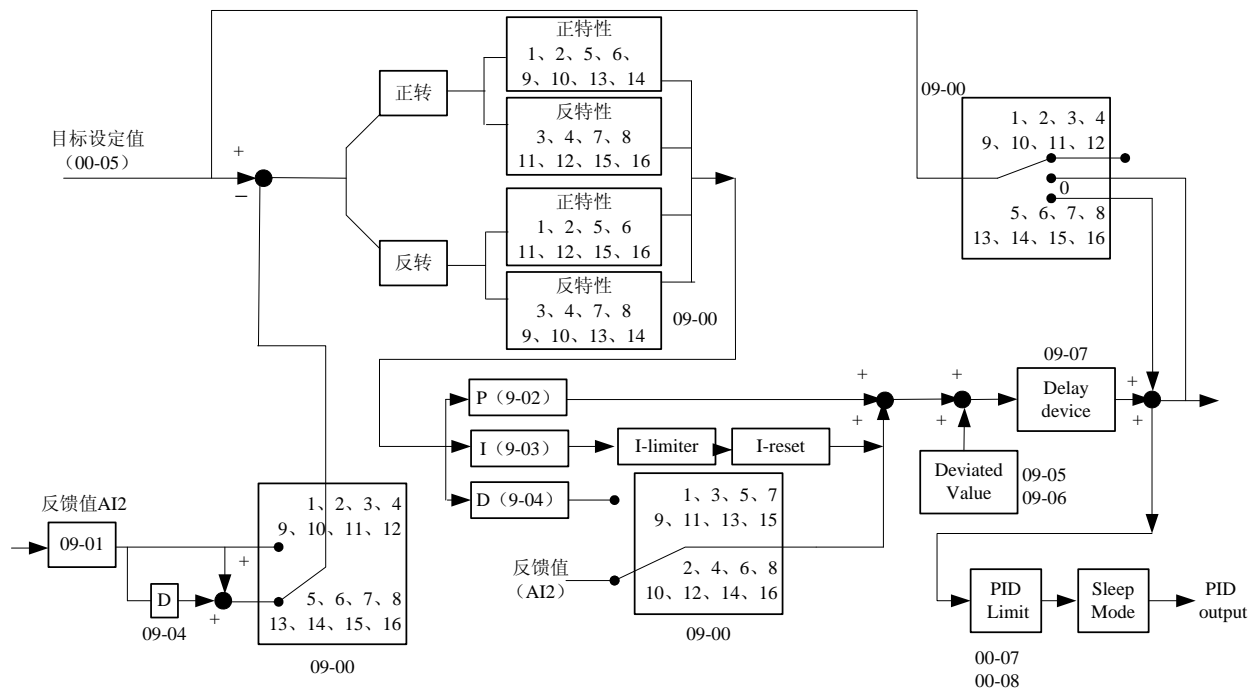 正特性
1、2、5、6、
9、10、13、14
正转
反特性
3、4、7、8
11、12、15、16
目标设定值
（00-05）
+
−
正特性
1、2、5、6
11、12、15、16
反转
反特性
3、4、7、8
9、10、13、14
09-00
09-00
1、2、3、4
9、10、11、12
0
5、6、7、8
13、14、15、16
P（9-02）
I（9-03）
I-limiter
I-reset
D（9-04）
+
+
+
+
09-07
Delay
device
+
+
Deviated
Value
09-05
09-06
1、3、5、7
9、11、13、15
2、4、6、8
10、12、14、16
09-00
反馈值
（AI2）
反馈值AI2
09-01
D
09-04
+
+
1、2、3、4
9、10、11、12
5、6、7、8
13、14、15、16
09-00
PID
Limit
00-07
00-08
Sleep
Mode
PID
output